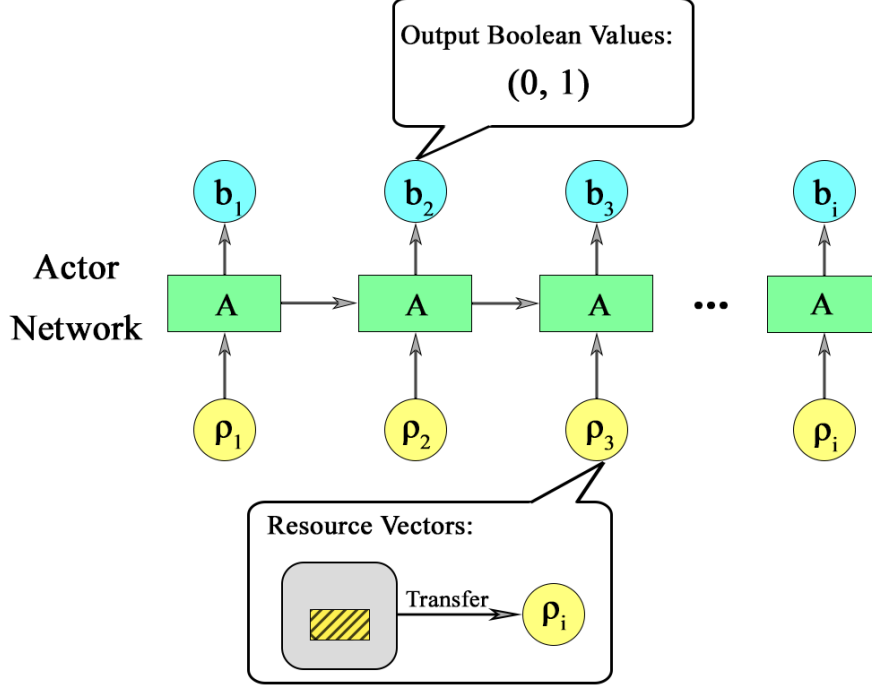 Output Boolean Values:
(0, 1)
b₁ b₂ b₃ bᵢ
Actor
Network
A A A ... A
ρ₁ ρ₂ ρ₃ ρᵢ
Resource Vectors:
Transfer
ρᵢ